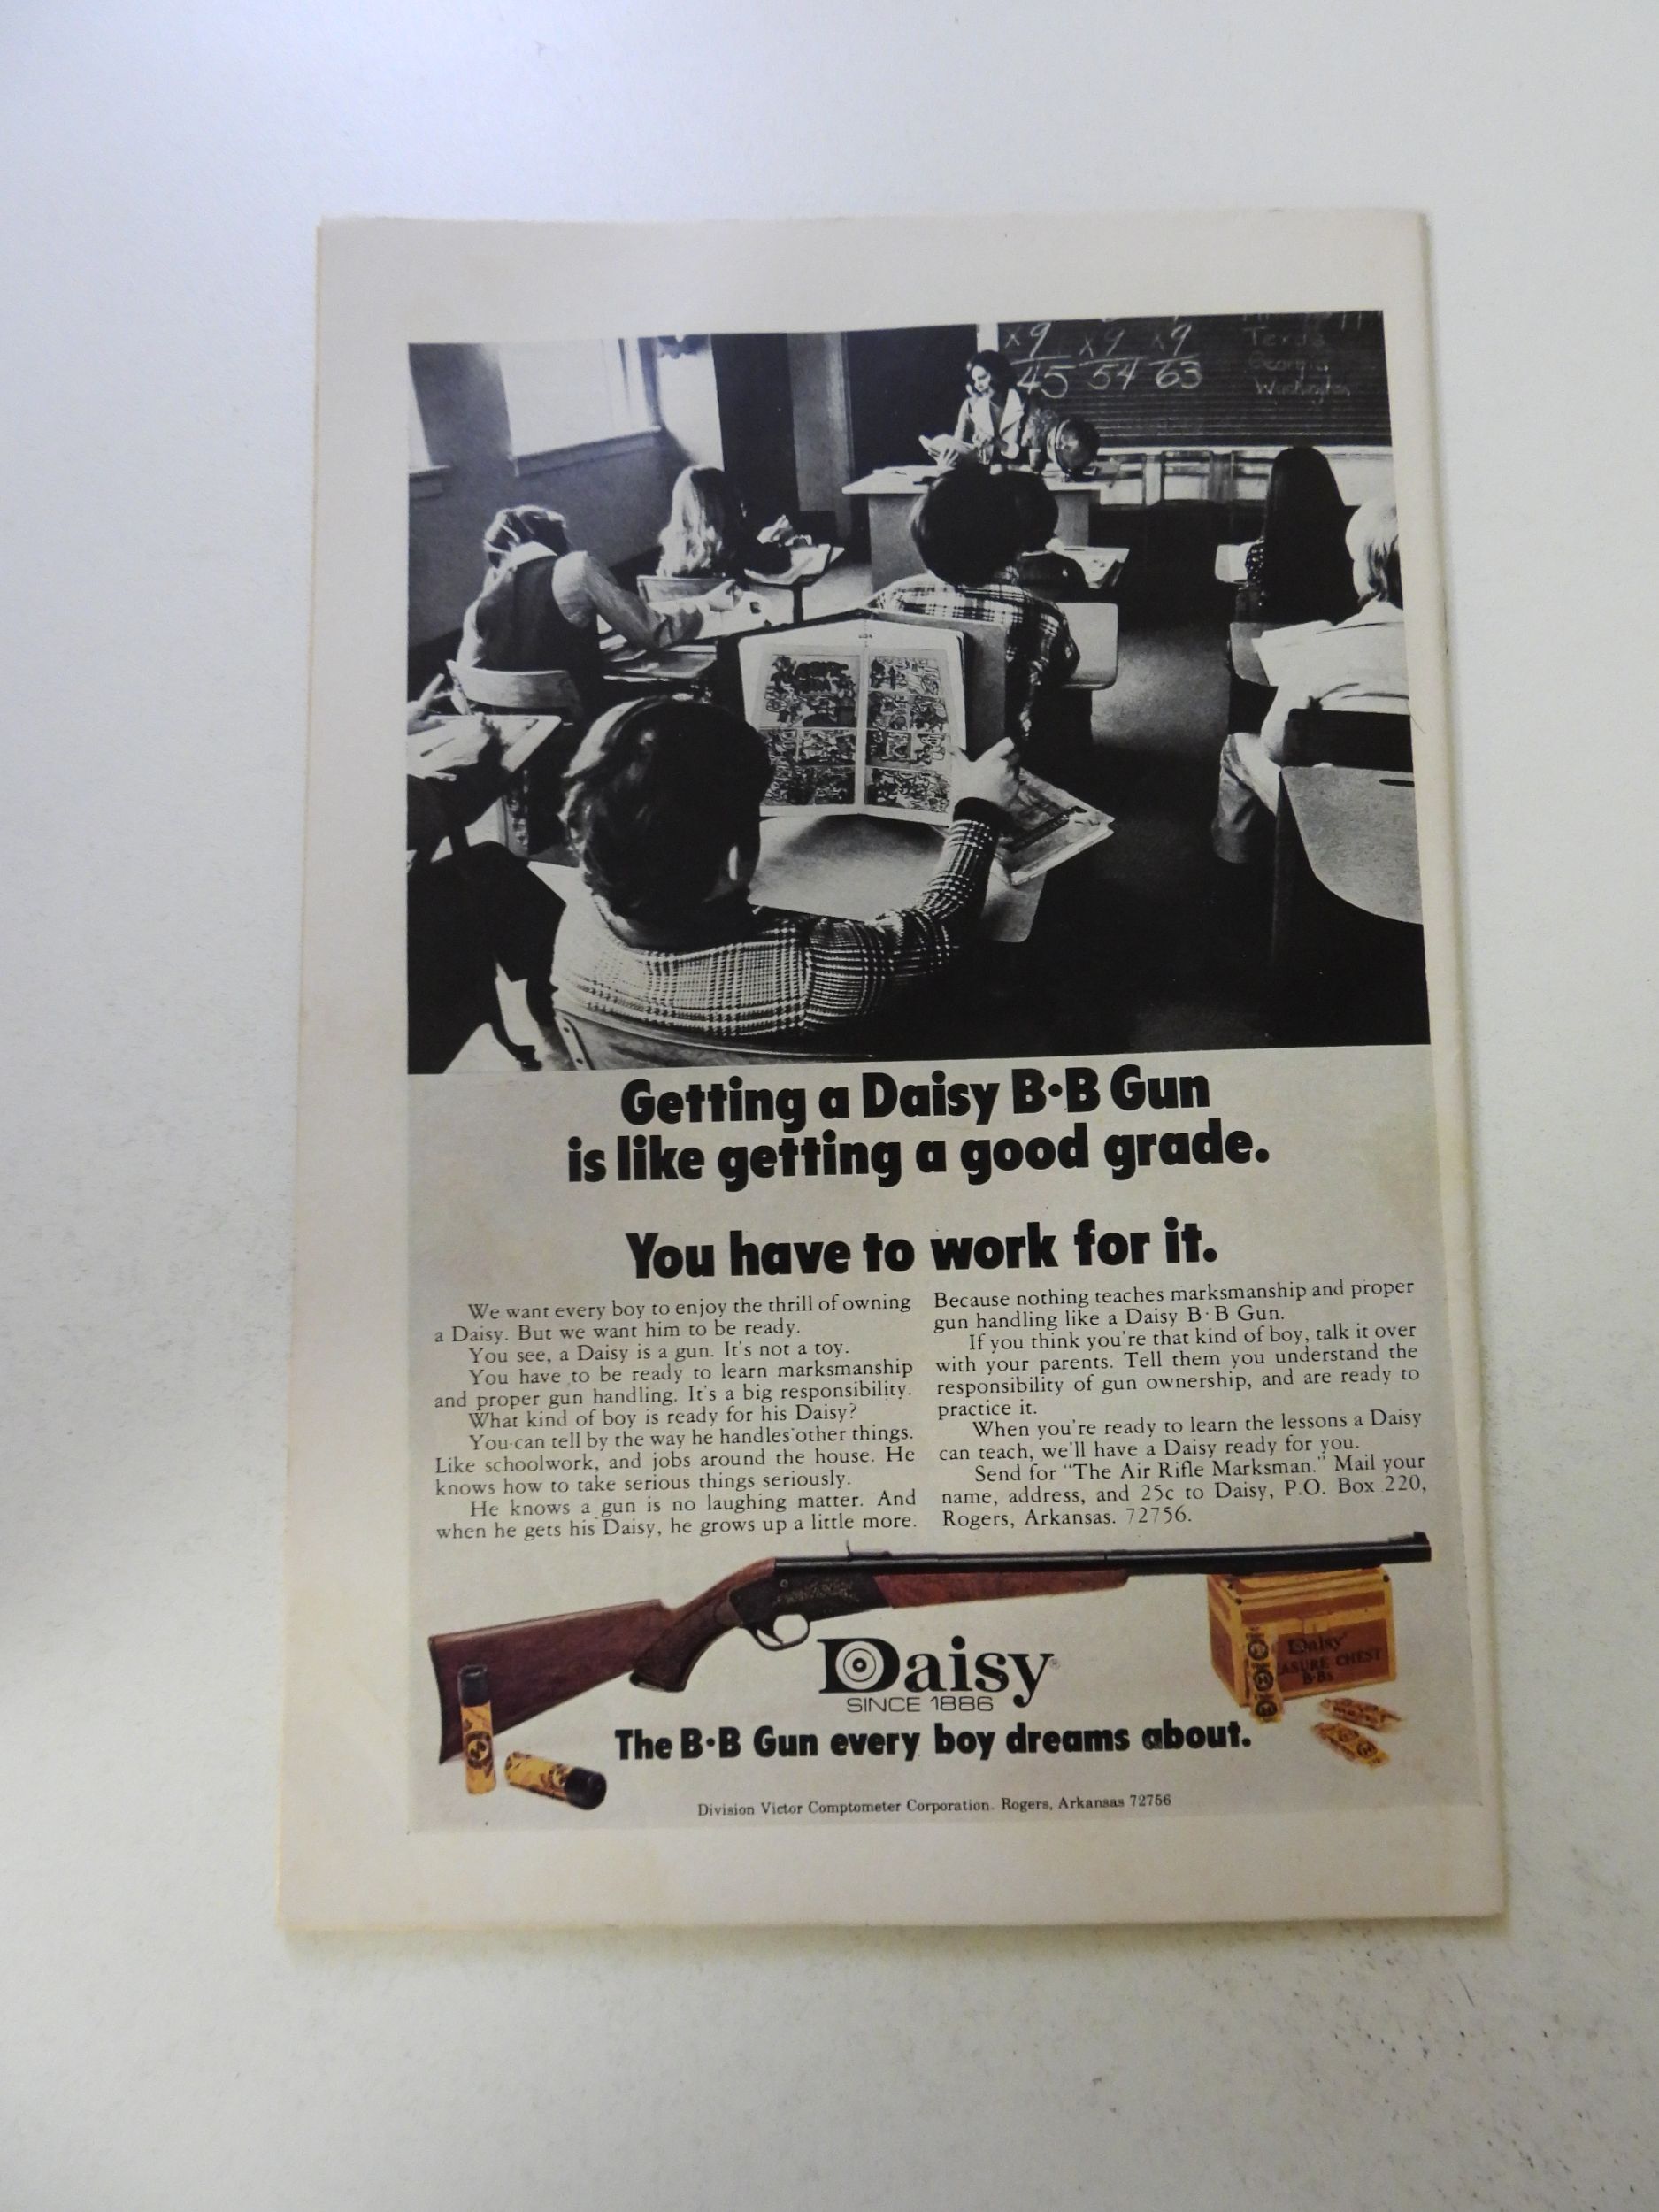 x9 x9 x9
45 54 63
Texas
Georgia
Washington
Getting a Daisy B·B Gun
is like getting a good grade.
You have to work for it.
We want every boy to enjoy the thrill of owning
a Daisy. But we want him to be ready.
You see, a Daisy is a gun. It's not a toy.
You have to be ready to learn marksmanship
and proper gun handling. It's a big responsibility.
What kind of boy is ready for his Daisy?
You can tell by the way he handles other things.
Like schoolwork, and jobs around the house. He
knows how to take serious things seriously.
He knows a gun is no laughing matter. And
when he gets his Daisy, he grows up a little more.
Because nothing teaches marksmanship and proper
gun handling like a Daisy B·B Gun.
If you think you're that kind of boy, talk it over
with your parents. Tell them you understand the
responsibility of gun ownership, and are ready to
practice it.
When you're ready to learn the lessons a Daisy
can teach, we'll have a Daisy ready for you.
Send for "The Air Rifle Marksman." Mail your
name, address, and 25c to Daisy, P.O. Box 220,
Rogers, Arkansas. 72756.
Daisy®
SINCE 1886
Daisy
ASURE CHEST
B·Bs
The B·B Gun every boy dreams about.
Division Victor Comptometer Corporation. Rogers, Arkansas 72756